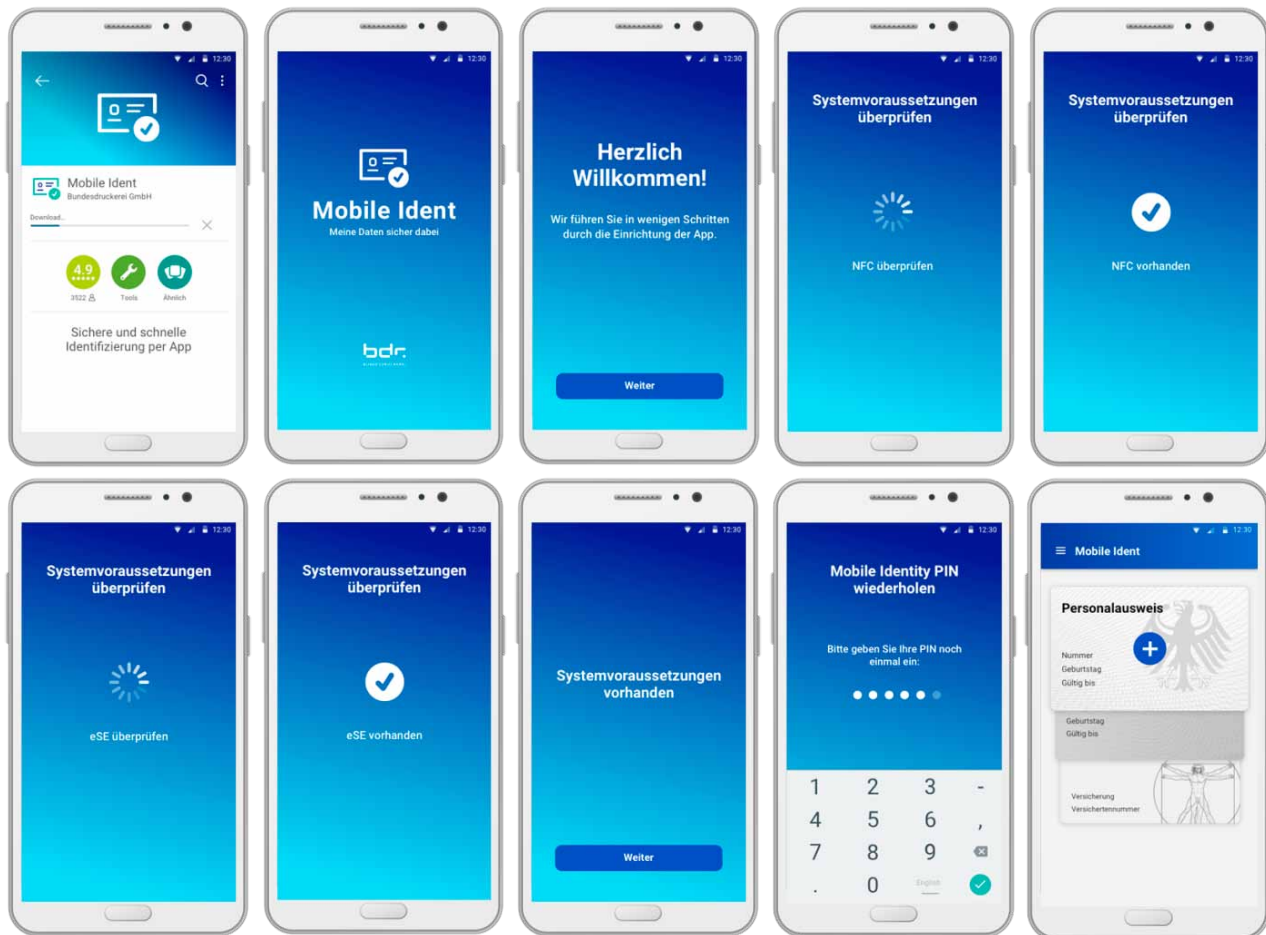 12:30
Mobile Ident
Bundesdruckerei GmbH
Download...
4.9
3522
Tools
Ähnlich
Sichere und schnelle
Identifizierung per App
12:30
Mobile Ident
Meine Daten sicher dabei
bdr.
12:30
Herzlich
Willkommen!
Wir führen Sie in wenigen Schritten
durch die Einrichtung der App.
Weiter
12:30
Systemvoraussetzungen
überprüfen
NFC überprüfen
12:30
Systemvoraussetzungen
überprüfen
NFC vorhanden
12:30
Systemvoraussetzungen
überprüfen
eSE überprüfen
12:30
Systemvoraussetzungen
überprüfen
eSE vorhanden
12:30
Systemvoraussetzungen
vorhanden
Weiter
12:30
Mobile Identity PIN
wiederholen
Bitte geben Sie Ihre PIN noch
einmal ein:
1 2 3 -
4 5 6 ,
7 8 9
. 0 English
12:30
Mobile Ident
Personalausweis
Nummer
Geburtstag
Gültig bis
Geburtstag
Gültig bis
Versicherung
Versichertennummer